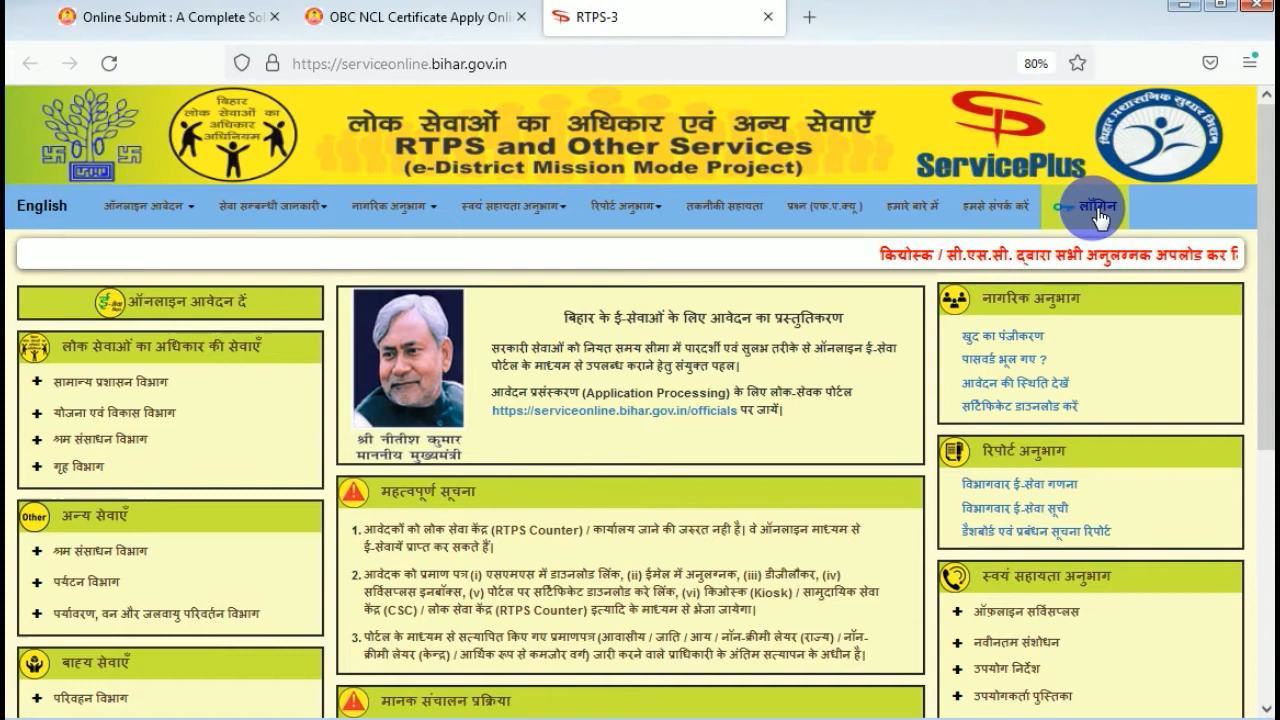 Online Submit : A Complete So
OBC NCL Certificate Apply Onli
RTPS-3
https://serviceonline.bihar.gov.in
80%
बिहार
लोक सेवाओं का
अधिकार
अधिनियम
लोक सेवाओं का अधिकार एवं अन्य सेवाएँ
RTPS and Other Services
(e-District Mission Mode Project)
ServicePlus
बिहार प्रशासनिक सुधार मिशन
English
ऑनलाइन आवेदन
सेवा सम्बन्धी जानकारी
नागरिक अनुभाग
स्वयं सहायता अनुभाग
रिपोर्ट अनुभाग
तकनीकी सहायता
प्रश्न (एफ.ए.क्यू )
हमारे बारे में
हमसे संपर्क करें
लॉगिन
कियोस्क / सी.एस.सी. द्वारा सभी अनुलग्नक अपलोड कर
ऑनलाइन आवेदन दें
लोक सेवाओं का अधिकार की सेवाएँ
सामान्य प्रशासन विभाग
योजना एवं विकास विभाग
श्रम संसाधन विभाग
गृह विभाग
Other
अन्य सेवाएँ
श्रम संसाधन विभाग
पर्यटन विभाग
पर्यावरण, वन और जलवायु परिवर्तन विभाग
बाह्य सेवाएँ
परिवहन विभाग
श्री नीतीश कुमार
माननीय मुख्यमंत्री
बिहार के ई-सेवाओं के लिए आवेदन का प्रस्तुतिकरण
सरकारी सेवाओं को नियत समय सीमा में पारदर्शी एवं सुलभ तरीके से ऑनलाइन ई-सेवा
पोर्टल के माध्यम से उपलब्ध कराने हेतु संयुक्त पहल|
आवेदन प्रसंस्करण (Application Processing) के लिए लोक-सेवक पोर्टल
https://serviceonline.bihar.gov.in/officials पर जायें|
महत्वपूर्ण सूचना
1. आवेदकों को लोक सेवा केंद्र (RTPS Counter) / कार्यालय जाने की जरुरत नही है| वे ऑनलाइन माध्यम से
ई-सेवायें प्राप्त कर सकते हैं|
2. आवेदक को प्रमाण पत्र (i) एसएमएस में डाउनलोड लिंक, (ii) ईमेल में अनुलग्नक, (iii) डीजीलौकर, (iv)
सर्विसप्लस इनबॉक्स, (v) पोर्टल पर सर्टिफिकेट डाउनलोड करे लिंक, (vi) किओस्क (Kiosk) / सामुदायिक सेवा
केंद्र (CSC) / लोक सेवा केंद्र (RTPS Counter) इत्यादि के माध्यम से भेजा जायेगा|
3. पोर्टल के माध्यम से सत्यापित किए गए प्रमाणपत्र (आवासीय / जाति / आय / नॉन-क्रीमी लेयर (राज्य) / नॉन-
क्रीमी लेयर (केन्द्र) / आर्थिक रूप से कमजोर वर्ग) जारी करने वाले प्राधिकारी के अंतिम सत्यापन के अधीन है|
मानक संचालन प्रक्रिया
नागरिक अनुभाग
खुद का पंजीकरण
पासवर्ड भूल गए ?
आवेदन की स्थिति देखें
सर्टिफिकेट डाउनलोड करें
रिपोर्ट अनुभाग
विभागवार ई-सेवा गणना
विभागवार ई-सेवा सूची
डैशबोर्ड एवं प्रबंधन सूचना रिपोर्ट
स्वयं सहायता अनुभाग
ऑफ़लाइन सर्विसप्लस
नवीनतम संशोधन
उपयोग निर्देश
उपयोगकर्ता पुस्तिका